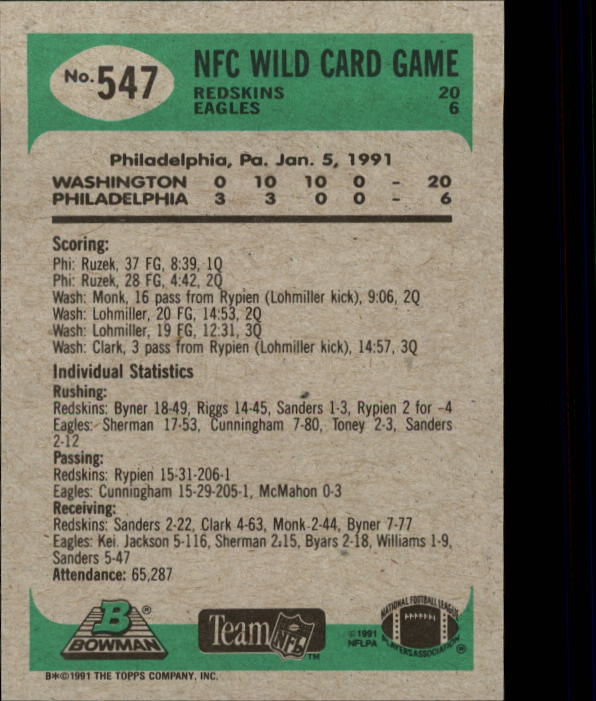 No. 547
NFC WILD CARD GAME
REDSKINS 20
EAGLES 6
Philadelphia, Pa. Jan. 5, 1991
WASHINGTON 0 10 10 0 - 20
PHILADELPHIA 3 3 0 0 - 6
Scoring:
Phi: Ruzek, 37 FG, 8:39, 1Q
Phi: Ruzek, 28 FG, 4:42, 2Q
Wash: Monk, 16 pass from Rypien (Lohmiller kick), 9:06, 2Q
Wash: Lohmiller, 20 FG, 14:53, 2Q
Wash: Lohmiller, 19 FG, 12:31, 3Q
Wash: Clark, 3 pass from Rypien (Lohmiller kick), 14:57, 3Q
Individual Statistics
Rushing:
Redskins: Byner 18-49, Riggs 14-45, Sanders 1-3, Rypien 2 for -4
Eagles: Sherman 17-53, Cunningham 7-80, Toney 2-3, Sanders
2-12
Passing:
Redskins: Rypien 15-31-206-1
Eagles: Cunningham 15-29-205-1, McMahon 0-3
Receiving:
Redskins: Sanders 2-22, Clark 4-63, Monk 2-44, Byner 7-77
Eagles: Kei. Jackson 5-116, Sherman 2-15, Byars 2-18, Williams 1-9,
Sanders 5-47
Attendance: 65,287
B ®
BOWMAN
Team NFL ™
© 1991
NFLPA
NATIONAL FOOTBALL LEAGUE
PLAYERS ASSOCIATION ®
B*© 1991 THE TOPPS COMPANY, INC.